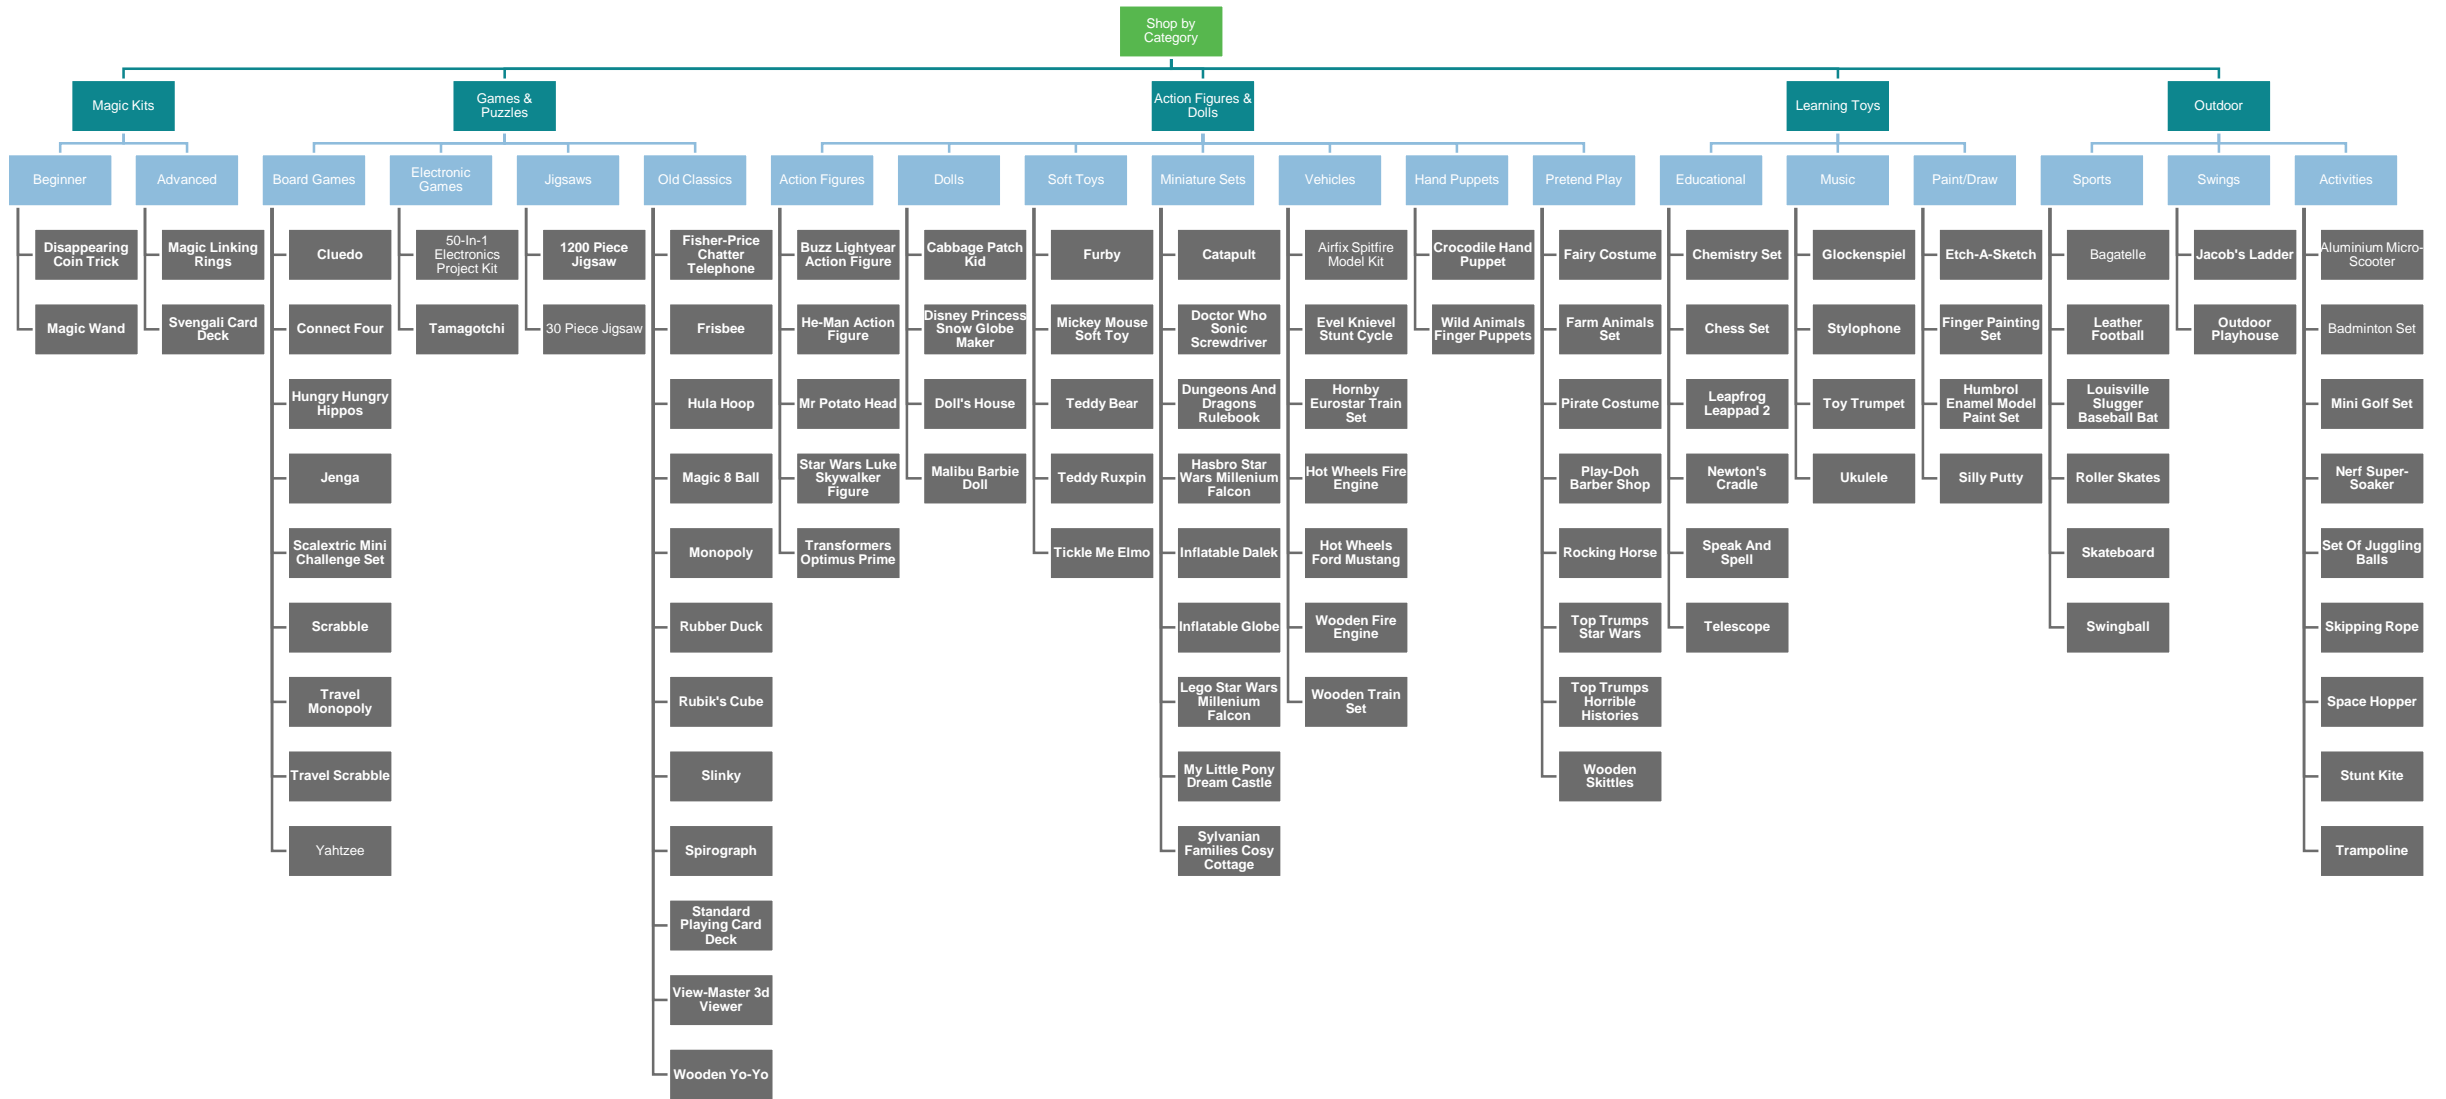 Shop by
Category
Magic Kits
Games &
Puzzles
Action Figures &
Dolls
Learning Toys
Outdoor
Beginner
Advanced
Board Games
Electronic
Games
Jigsaws
Old Classics
Action Figures
Dolls
Soft Toys
Miniature Sets
Vehicles
Hand Puppets
Pretend Play
Educational
Music
Paint/Draw
Sports
Swings
Activities
Disappearing
Coin Trick
Magic Wand
Magic Linking
Rings
Svengali Card
Deck
Cluedo
Connect Four
Hungry Hungry
Hippos
Jenga
Scalextric Mini
Challenge Set
Scrabble
Travel
Monopoly
Travel Scrabble
Yahtzee
50-In-1
Electronics
Project Kit
Tamagotchi
1200 Piece
Jigsaw
30 Piece Jigsaw
Fisher-Price
Chatter
Telephone
Frisbee
Hula Hoop
Magic 8 Ball
Monopoly
Rubber Duck
Rubik's Cube
Slinky
Spirograph
Standard
Playing Card
Deck
View-Master 3d
Viewer
Wooden Yo-Yo
Buzz Lightyear
Action Figure
He-Man Action
Figure
Mr Potato Head
Star Wars Luke
Skywalker
Figure
Transformers
Optimus Prime
Cabbage Patch
Kid
Disney Princess
Snow Globe
Maker
Doll's House
Malibu Barbie
Doll
Furby
Mickey Mouse
Soft Toy
Teddy Bear
Teddy Ruxpin
Tickle Me Elmo
Catapult
Doctor Who
Sonic
Screwdriver
Dungeons And
Dragons
Rulebook
Hasbro Star
Wars Millenium
Falcon
Inflatable Dalek
Inflatable Globe
Lego Star Wars
Millenium
Falcon
My Little Pony
Dream Castle
Sylvanian
Families Cosy
Cottage
Airfix Spitfire
Model Kit
Evel Knievel
Stunt Cycle
Hornby
Eurostar Train
Set
Hot Wheels Fire
Engine
Hot Wheels
Ford Mustang
Wooden Fire
Engine
Wooden Train
Set
Crocodile Hand
Puppet
Wild Animals
Finger Puppets
Fairy Costume
Farm Animals
Set
Pirate Costume
Play-Doh
Barber Shop
Rocking Horse
Top Trumps
Star Wars
Top Trumps
Horrible
Histories
Wooden
Skittles
Chemistry Set
Chess Set
Leapfrog
Leappad 2
Newton's
Cradle
Speak And
Spell
Telescope
Glockenspiel
Stylophone
Toy Trumpet
Ukulele
Etch-A-Sketch
Finger Painting
Set
Humbrol
Enamel Model
Paint Set
Silly Putty
Bagatelle
Leather
Football
Louisville
Slugger
Baseball Bat
Roller Skates
Skateboard
Swingball
Jacob's Ladder
Outdoor
Playhouse
Aluminium Micro-
Scooter
Badminton Set
Mini Golf Set
Nerf Super-
Soaker
Set Of Juggling
Balls
Skipping Rope
Space Hopper
Stunt Kite
Trampoline